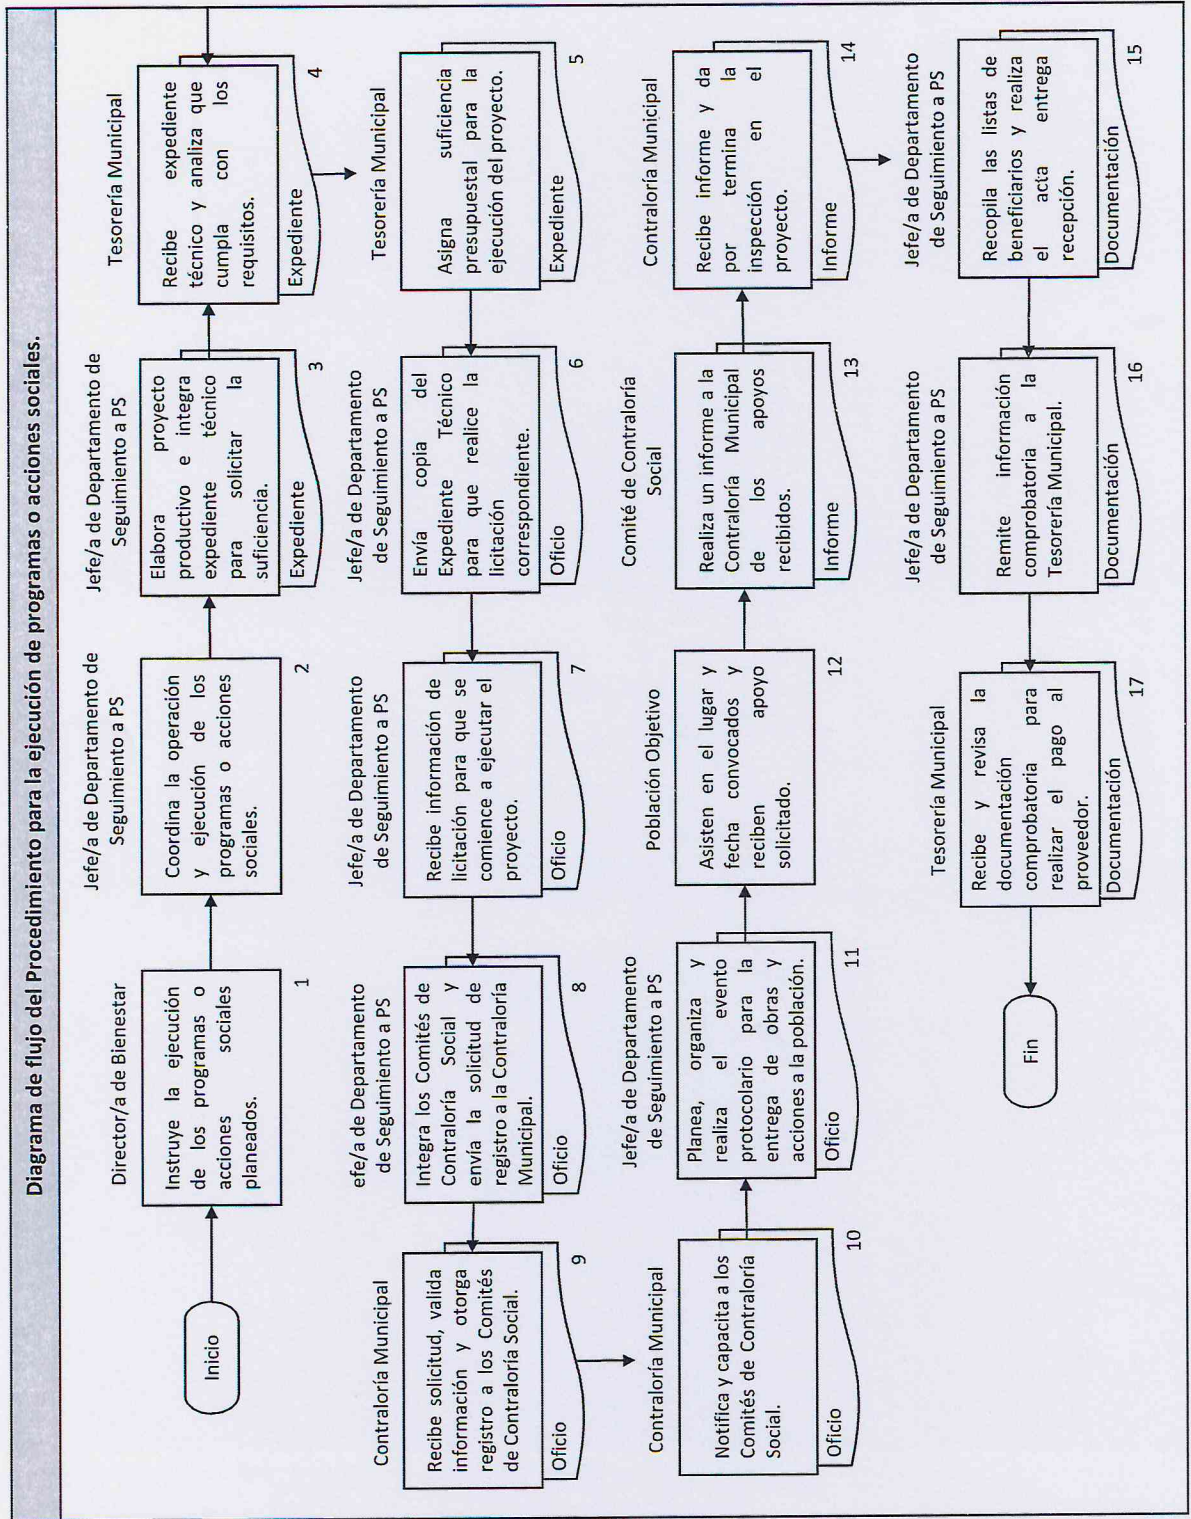 Diagrama de flujo del Procedimiento para la ejecución de programas o acciones sociales.
Inicio
Director/a de Bienestar
Instruye la ejecución
de los programas o
acciones sociales
planeados.
1
Jefe/a de Departamento de
Seguimiento a PS
Coordina la operación
y ejecución de los
programas o acciones
sociales.
2
Jefe/a de Departamento de
Seguimiento a PS
Elabora proyecto
productivo e integra
expediente técnico
para solicitar la
suficiencia.
Expediente
3
Tesorería Municipal
Recibe expediente
técnico y analiza que
cumpla con los
requisitos.
Expediente
4
Tesorería Municipal
Asigna suficiencia
presupuestal para la
ejecución del proyecto.
Expediente
5
Jefe/a de Departamento
de Seguimiento a PS
Envía copia del
Expediente Técnico
para que realice la
licitación
correspondiente.
Oficio
6
Jefe/a de Departamento
de Seguimiento a PS
Recibe información de
licitación para que se
comience a ejecutar el
proyecto.
Oficio
7
efe/a de Departamento
de Seguimiento a PS
Integra los Comités de
Contraloría Social y
envía la solicitud de
registro a la Contraloría
Municipal.
Oficio
8
Contraloría Municipal
Recibe solicitud, valida
información y otorga
registro a los Comités
de Contraloría Social.
Oficio
9
Contraloría Municipal
Notifica y capacita a los
Comités de Contraloría
Social.
Oficio
10
Jefe/a de Departamento
de Seguimiento a PS
Planea, organiza y
realiza el evento
protocolario para la
entrega de obras y
acciones a la población.
Oficio
11
Población Objetivo
Asisten en el lugar y
fecha convocados y
reciben apoyo
solicitado.
12
Comité de Contraloría
Social
Realiza un informe a la
Contraloría Municipal
de los apoyos
recibidos.
Informe
13
Contraloría Municipal
Recibe informe y da
por termina la
inspección en el
proyecto.
Informe
14
Jefe/a de Departamento
de Seguimiento a PS
Recopila las listas de
beneficiarios y realiza
el acta entrega
recepción.
Documentación
15
Jefe/a de Departamento
de Seguimiento a PS
Remite información
comprobatoria a la
Tesorería Municipal.
Documentación
16
Tesorería Municipal
Recibe y revisa la
documentación
comprobatoria para
realizar el pago al
proveedor.
Documentación
17
Fin